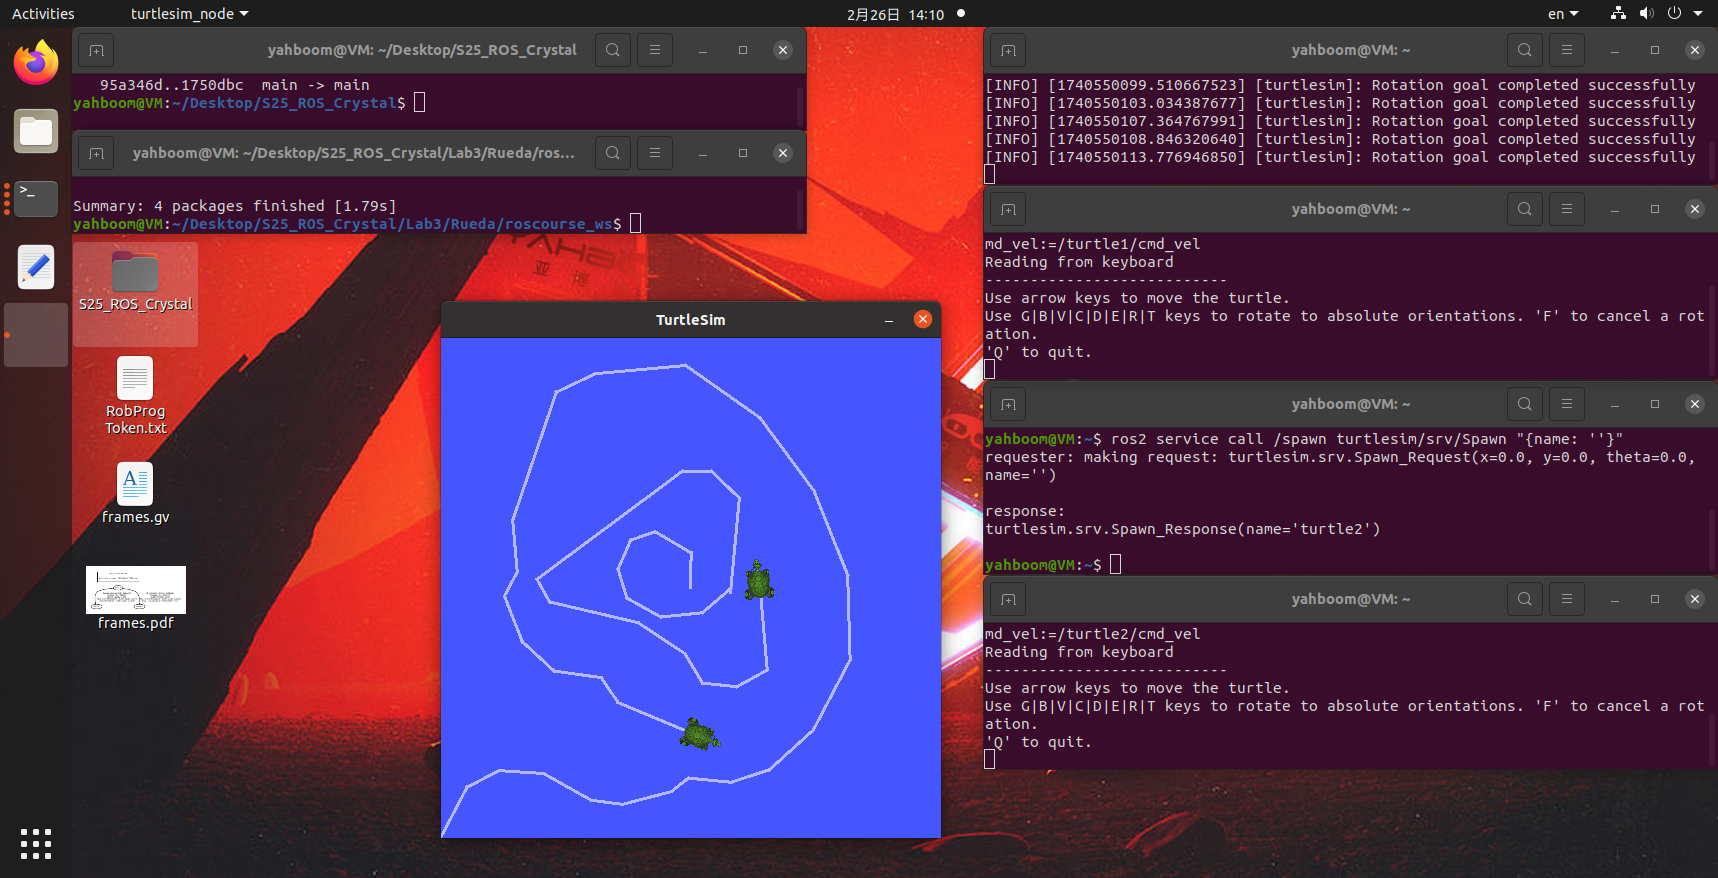 Activities
turtlesim_node
2月26日 14:10
en
yahboom@VM: ~/Desktop/S25_ROS_Crystal
95a346d..1750dbc  main -> main
yahboom@VM:~/Desktop/S25_ROS_Crystal$
yahboom@VM: ~/Desktop/S25_ROS_Crystal/Lab3/Rueda/ros...
Summary: 4 packages finished [1.79s]
yahboom@VM:~/Desktop/S25_ROS_Crystal/Lab3/Rueda/roscourse_ws$
S25_ROS_Crystal
RobProg
Token.txt
frames.gv
frames.pdf
TurtleSim
yahboom@VM: ~
[INFO] [1740550099.510667523] [turtlesim]: Rotation goal completed successfully
[INFO] [1740550103.034387677] [turtlesim]: Rotation goal completed successfully
[INFO] [1740550107.364767991] [turtlesim]: Rotation goal completed successfully
[INFO] [1740550108.846320640] [turtlesim]: Rotation goal completed successfully
[INFO] [1740550113.776946850] [turtlesim]: Rotation goal completed successfully
yahboom@VM: ~
md_vel:=/turtle1/cmd_vel
Reading from keyboard
---------------------------
Use arrow keys to move the turtle.
Use G|B|V|C|D|E|R|T keys to rotate to absolute orientations. 'F' to cancel a rot
ation.
'Q' to quit.
yahboom@VM: ~
yahboom@VM:~$ ros2 service call /spawn turtlesim/srv/Spawn "{name: ''}"
requester: making request: turtlesim.srv.Spawn_Request(x=0.0, y=0.0, theta=0.0,
name='')
response:
turtlesim.srv.Spawn_Response(name='turtle2')
yahboom@VM:~$
yahboom@VM: ~
md_vel:=/turtle2/cmd_vel
Reading from keyboard
---------------------------
Use arrow keys to move the turtle.
Use G|B|V|C|D|E|R|T keys to rotate to absolute orientations. 'F' to cancel a rot
ation.
'Q' to quit.